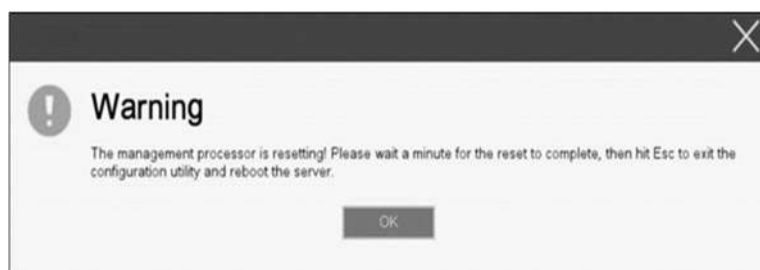 Warning
The management processor is resetting! Please wait a minute for the reset to complete, then hit Esc to exit the
configuration utility and reboot the server.
OK